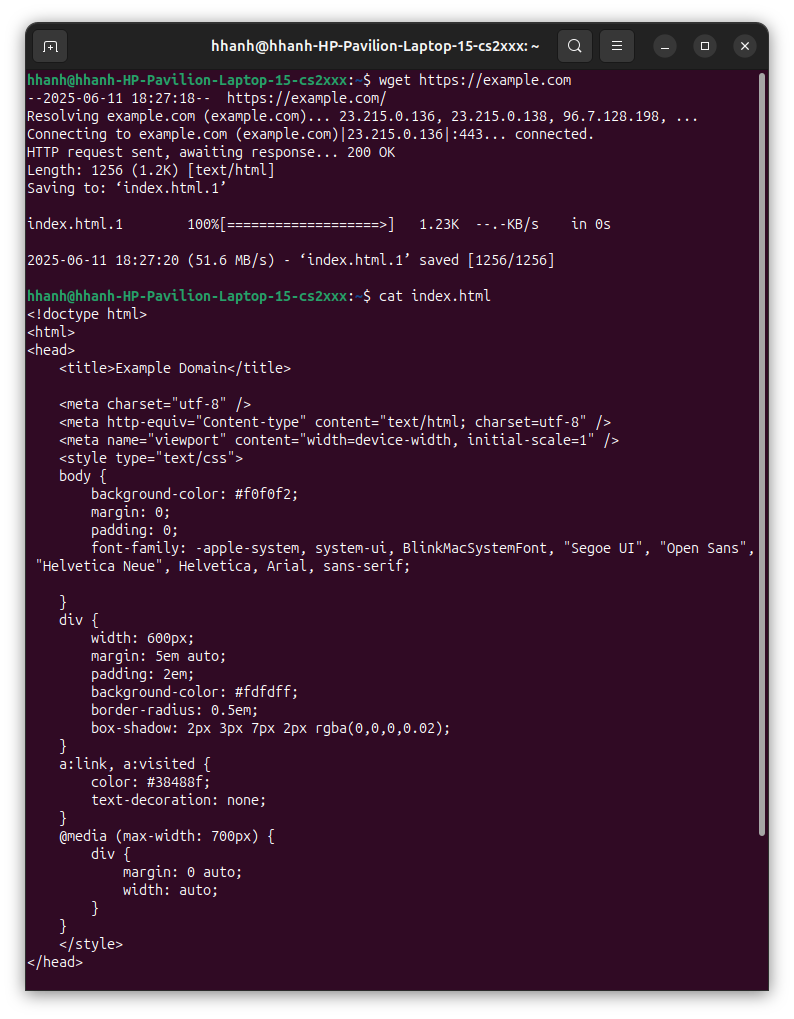 hhanh@hhanh-HP-Pavilion-Laptop-15-cs2xxx: ~
hhanh@hhanh-HP-Pavilion-Laptop-15-cs2xxx:~$ wget https://example.com
--2025-06-11 18:27:18--  https://example.com/
Resolving example.com (example.com)... 23.215.0.136, 23.215.0.138, 96.7.128.198, ...
Connecting to example.com (example.com)|23.215.0.136|:443... connected.
HTTP request sent, awaiting response... 200 OK
Length: 1256 (1.2K) [text/html]
Saving to: ‘index.html.1’

index.html.1        100%[===================>]   1.23K  --.-KB/s    in 0s

2025-06-11 18:27:20 (51.6 MB/s) - ‘index.html.1’ saved [1256/1256]

hhanh@hhanh-HP-Pavilion-Laptop-15-cs2xxx:~$ cat index.html
<!doctype html>
<html>
<head>
    <title>Example Domain</title>

    <meta charset="utf-8" />
    <meta http-equiv="Content-type" content="text/html; charset=utf-8" />
    <meta name="viewport" content="width=device-width, initial-scale=1" />
    <style type="text/css">
    body {
        background-color: #f0f0f2;
        margin: 0;
        padding: 0;
        font-family: -apple-system, system-ui, BlinkMacSystemFont, "Segoe UI", "Open Sans",
 "Helvetica Neue", Helvetica, Arial, sans-serif;

    }
    div {
        width: 600px;
        margin: 5em auto;
        padding: 2em;
        background-color: #fdfdff;
        border-radius: 0.5em;
        box-shadow: 2px 3px 7px 2px rgba(0,0,0,0.02);
    }
    a:link, a:visited {
        color: #38488f;
        text-decoration: none;
    }
    @media (max-width: 700px) {
        div {
            margin: 0 auto;
            width: auto;
        }
    }
    </style>
</head>